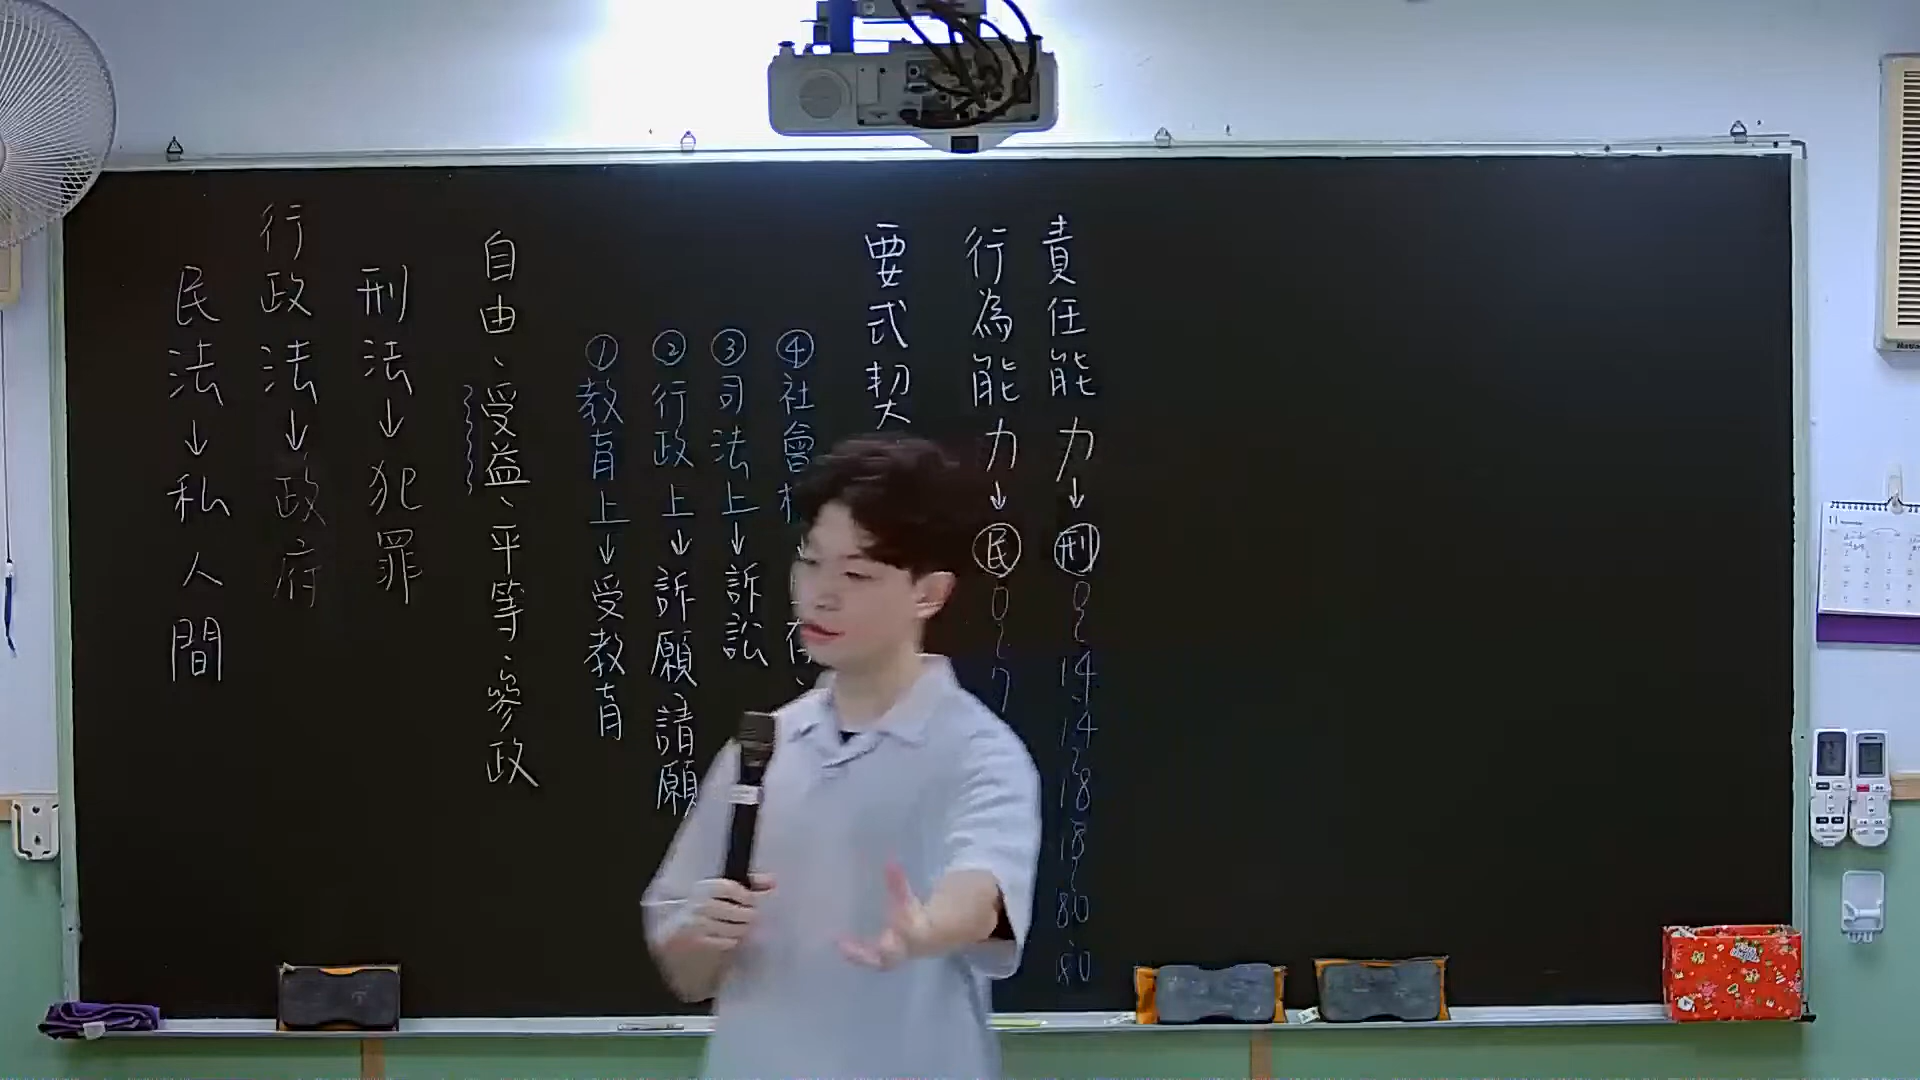 民法→私人間
行政法→政府
刑法→犯罪
自由、受益、平等、參政
①教育上→受教育
②行政上→訴願、請願
③司法上→訴訟
④社會
要式契
行為能力→民 0~7
責任能力→刑 0~14 14~18 18~80 80
11 November